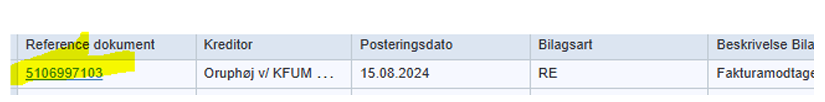 Reference dokument Kreditor Posteringsdato Bilagsart Beskrivelse Bila
5106997103 Oruphøj v/ KFUM ... 15.08.2024 RE Fakturamodtage